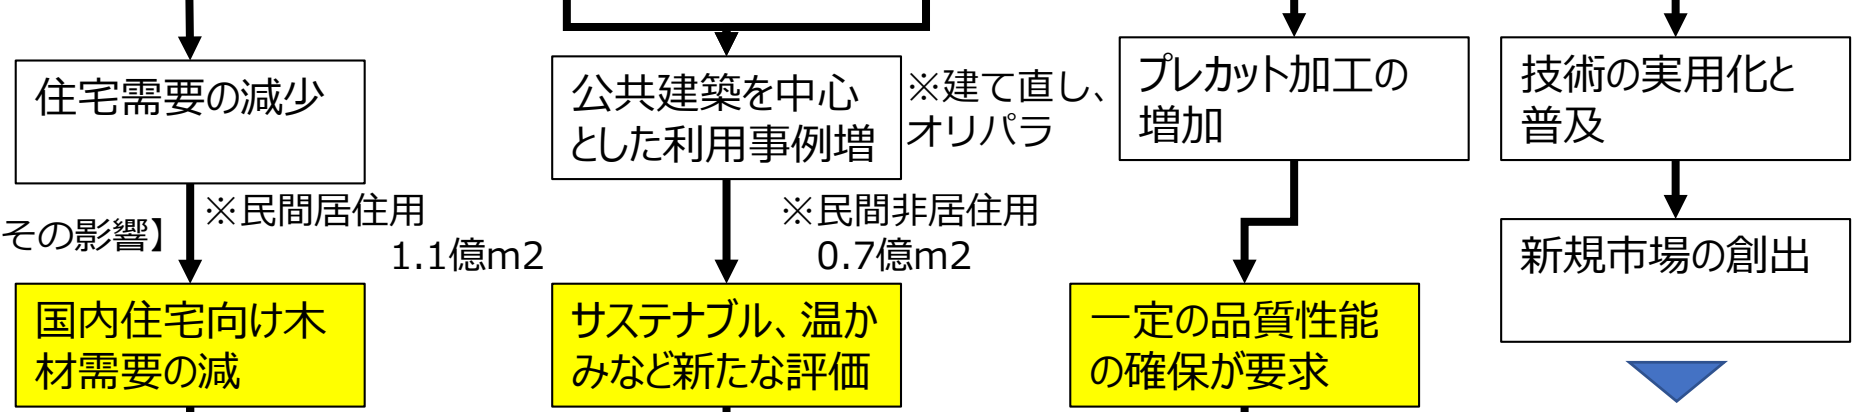 住宅需要の減少
公共建築を中心
とした利用事例増
※建て直し、
オリパラ
プレカット加工の
増加
技術の実用化と
普及
その影響】
※民間居住用
1.1億m2
※民間非居住用
0.7億m2
新規市場の創出
国内住宅向け木
材需要の減
サステナブル、温か
みなど新たな評価
一定の品質性能
の確保が要求